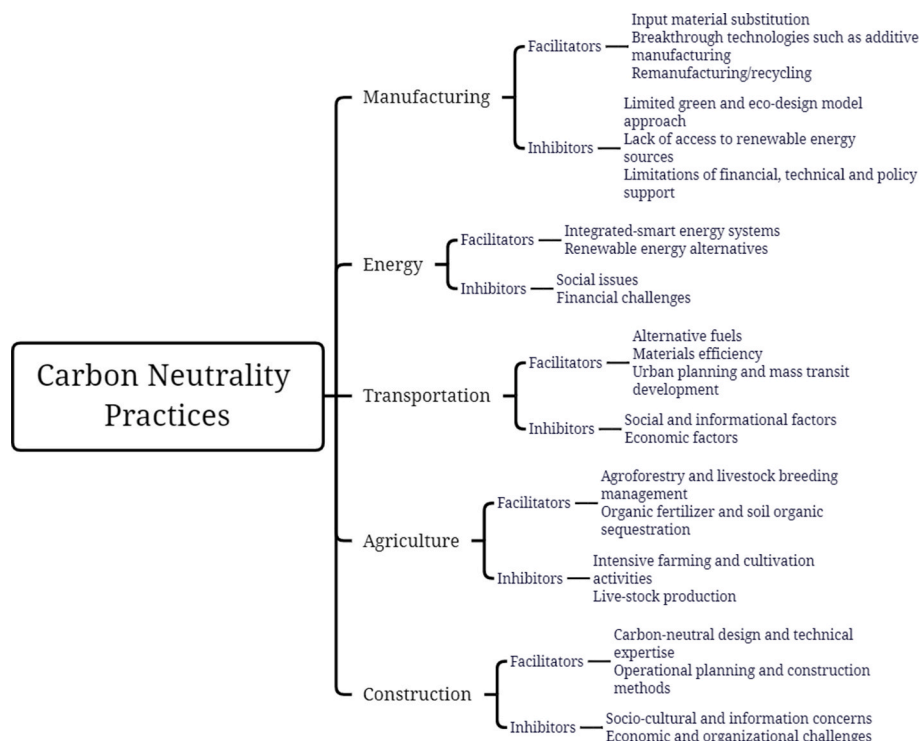 Carbon Neutrality
Practices
Manufacturing
Facilitators
Input material substitution
Breakthrough technologies such as additive
manufacturing
Remanufacturing/recycling
Inhibitors
Limited green and eco-design model
approach
Lack of access to renewable energy
sources
Limitations of financial, technical and policy
support
Energy
Facilitators
Integrated-smart energy systems
Renewable energy alternatives
Inhibitors
Social issues
Financial challenges
Transportation
Facilitators
Alternative fuels
Materials efficiency
Urban planning and mass transit
development
Inhibitors
Social and informational factors
Economic factors
Agriculture
Facilitators
Agroforestry and livestock breeding
management
Organic fertilizer and soil organic
sequestration
Inhibitors
Intensive farming and cultivation
activities
Live-stock production
Construction
Facilitators
Carbon-neutral design and technical
expertise
Operational planning and construction
methods
Inhibitors
Socio-cultural and information concerns
Economic and organizational challenges